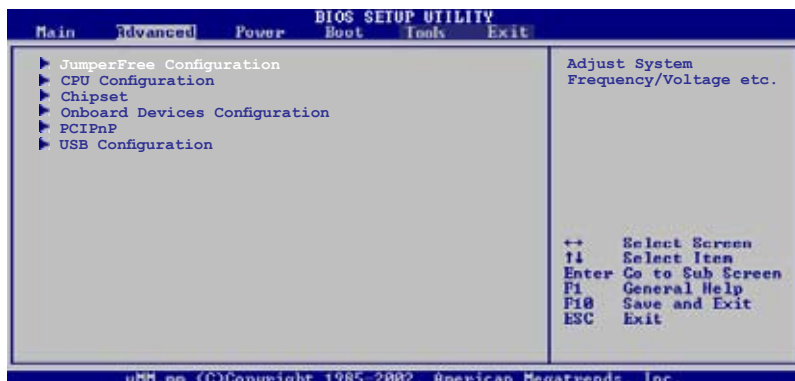 BIOS SETUP UTILITY
Main Advanced Power Boot Tools Exit
JumperFree Configuration
CPU Configuration
Chipset
Onboard Devices Configuration
PCIPnP
USB Configuration
Adjust System
Frequency/Voltage etc.
↔ Select Screen
↑↓ Select Item
Enter Go to Sub Screen
F1 General Help
F10 Save and Exit
ESC Exit
(C)Copyright 1985-2002, American Megatrends, Inc.